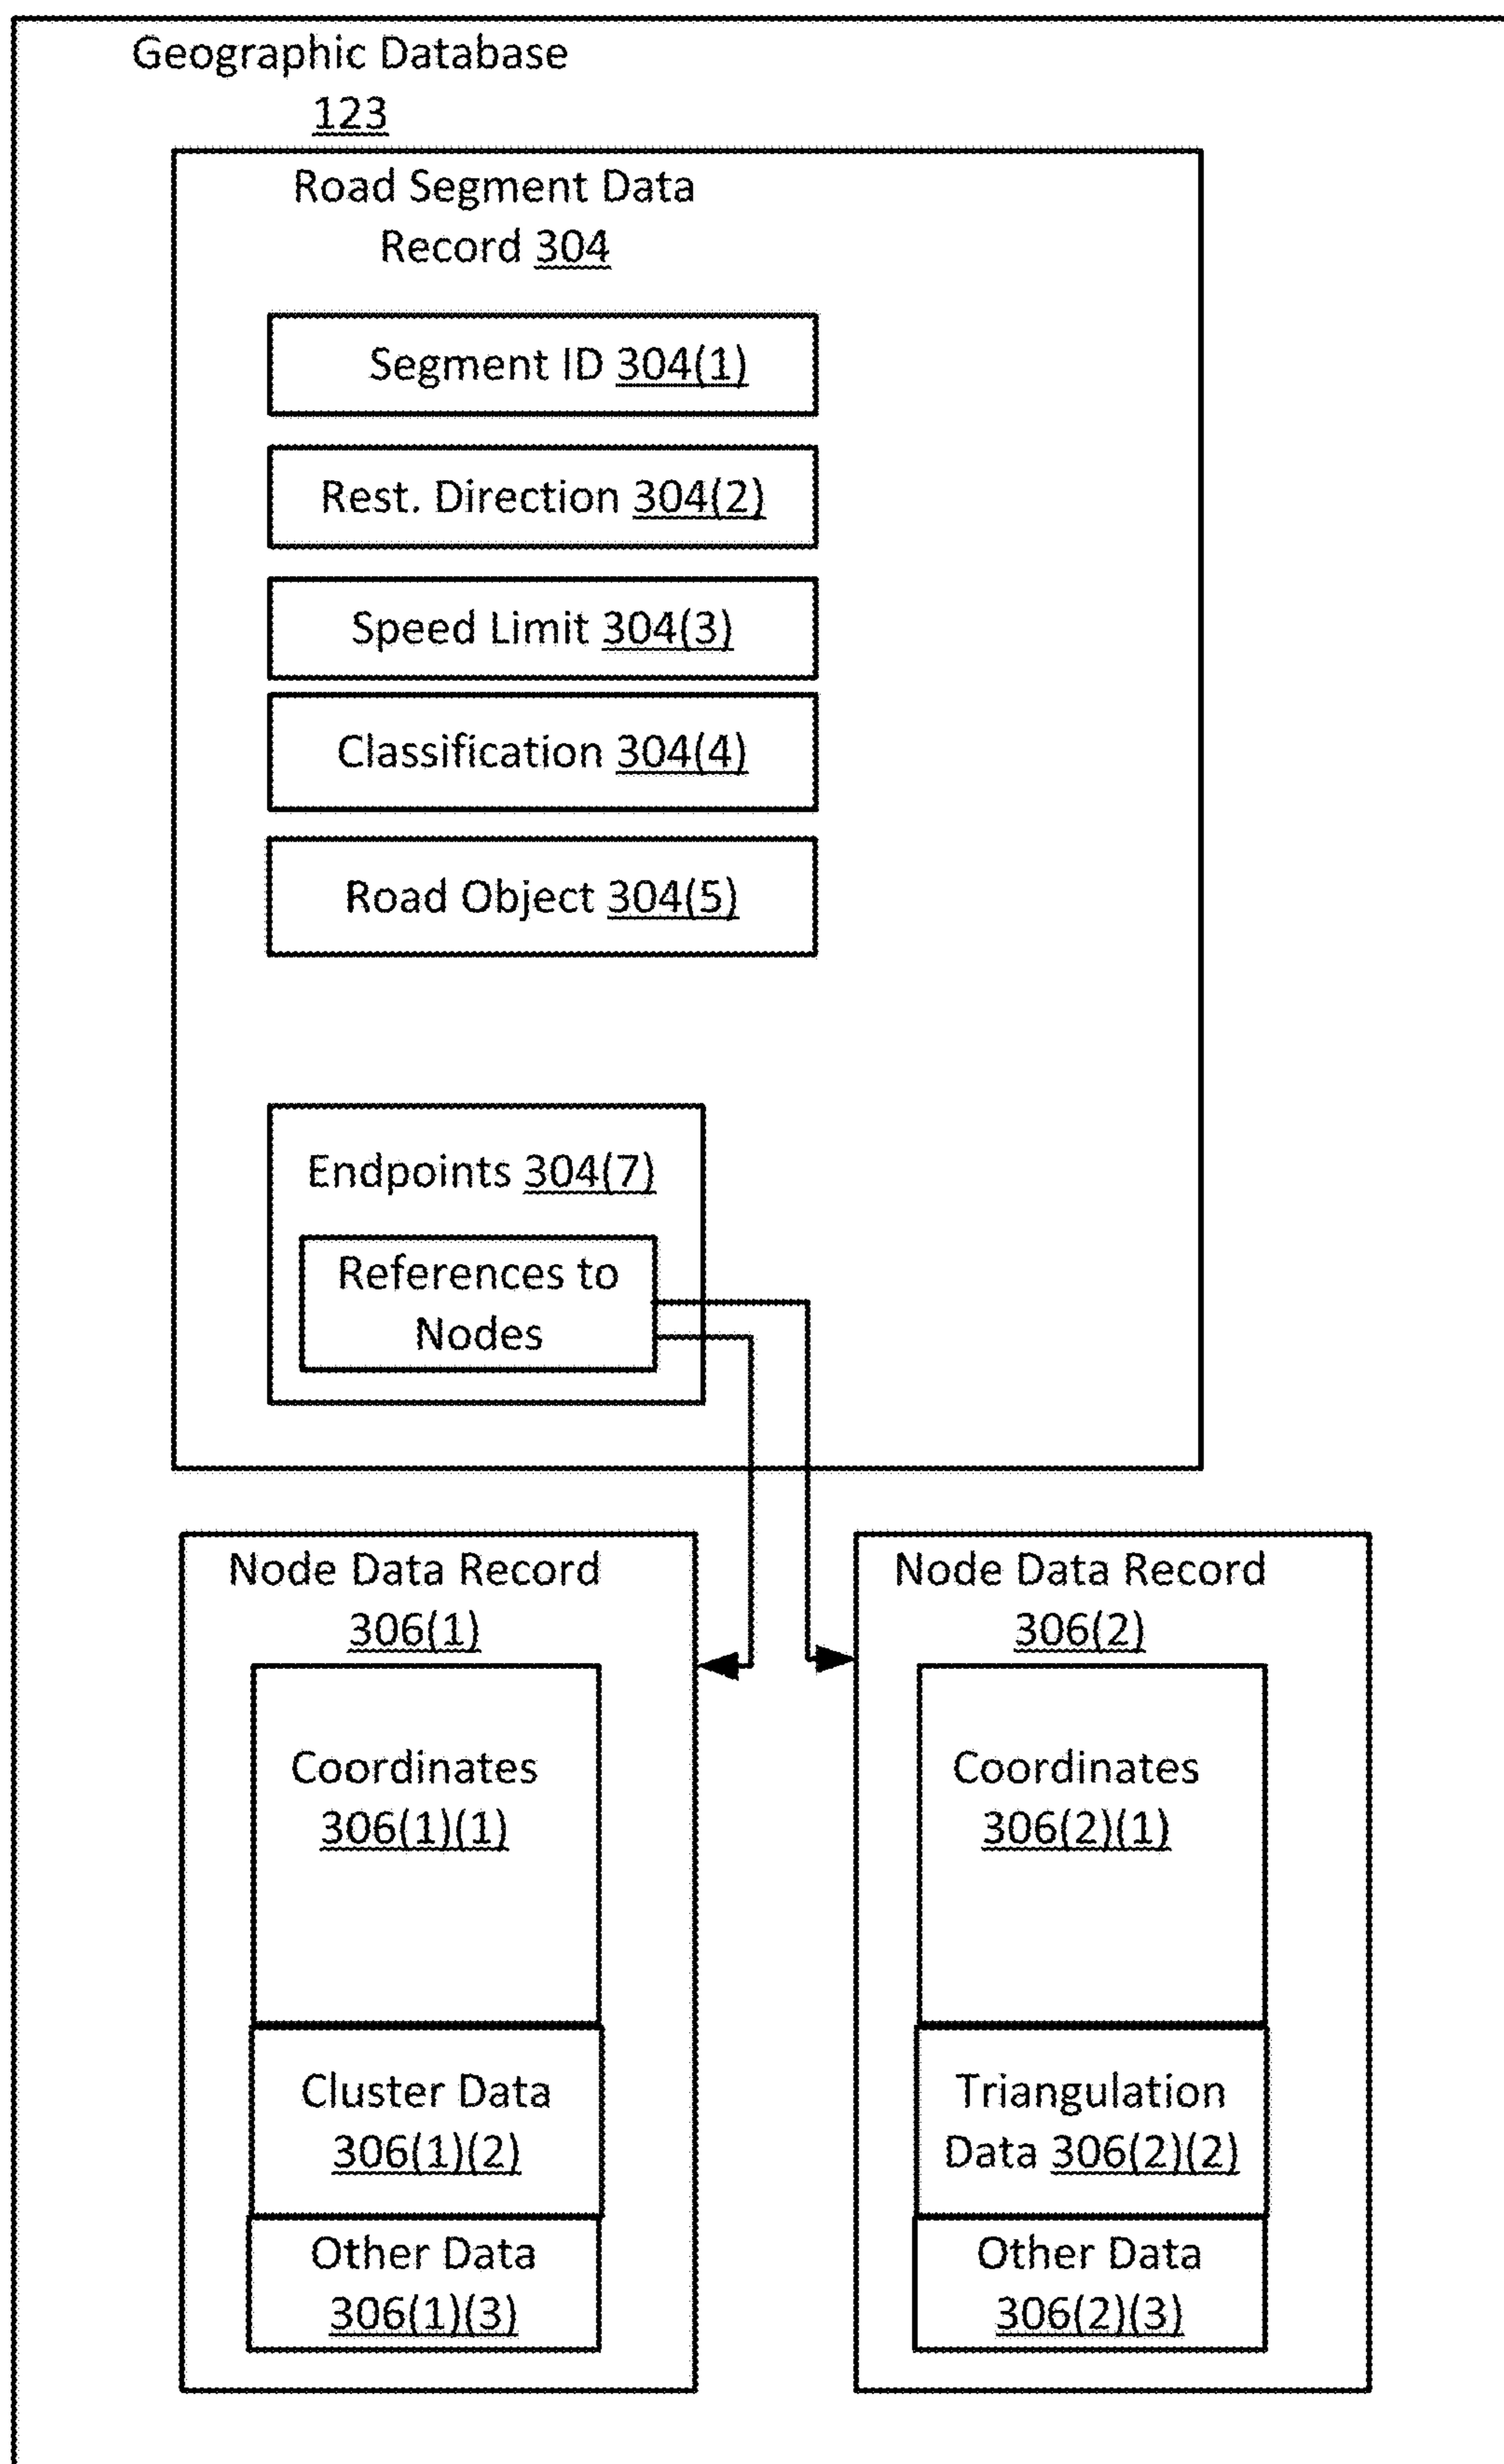 Geographic Database
123
Road Segment Data
Record 304
Segment ID 304(1)
Rest. Direction 304(2)
Speed Limit 304(3)
Classification 304(4)
Road Object 304(5)
Endpoints 304(7)
References to
Nodes
Node Data Record
306(1)
Coordinates
306(1)(1)
Cluster Data
306(1)(2)
Other Data
306(1)(3)
Node Data Record
306(2)
Coordinates
306(2)(1)
Triangulation
Data 306(2)(2)
Other Data
306(2)(3)